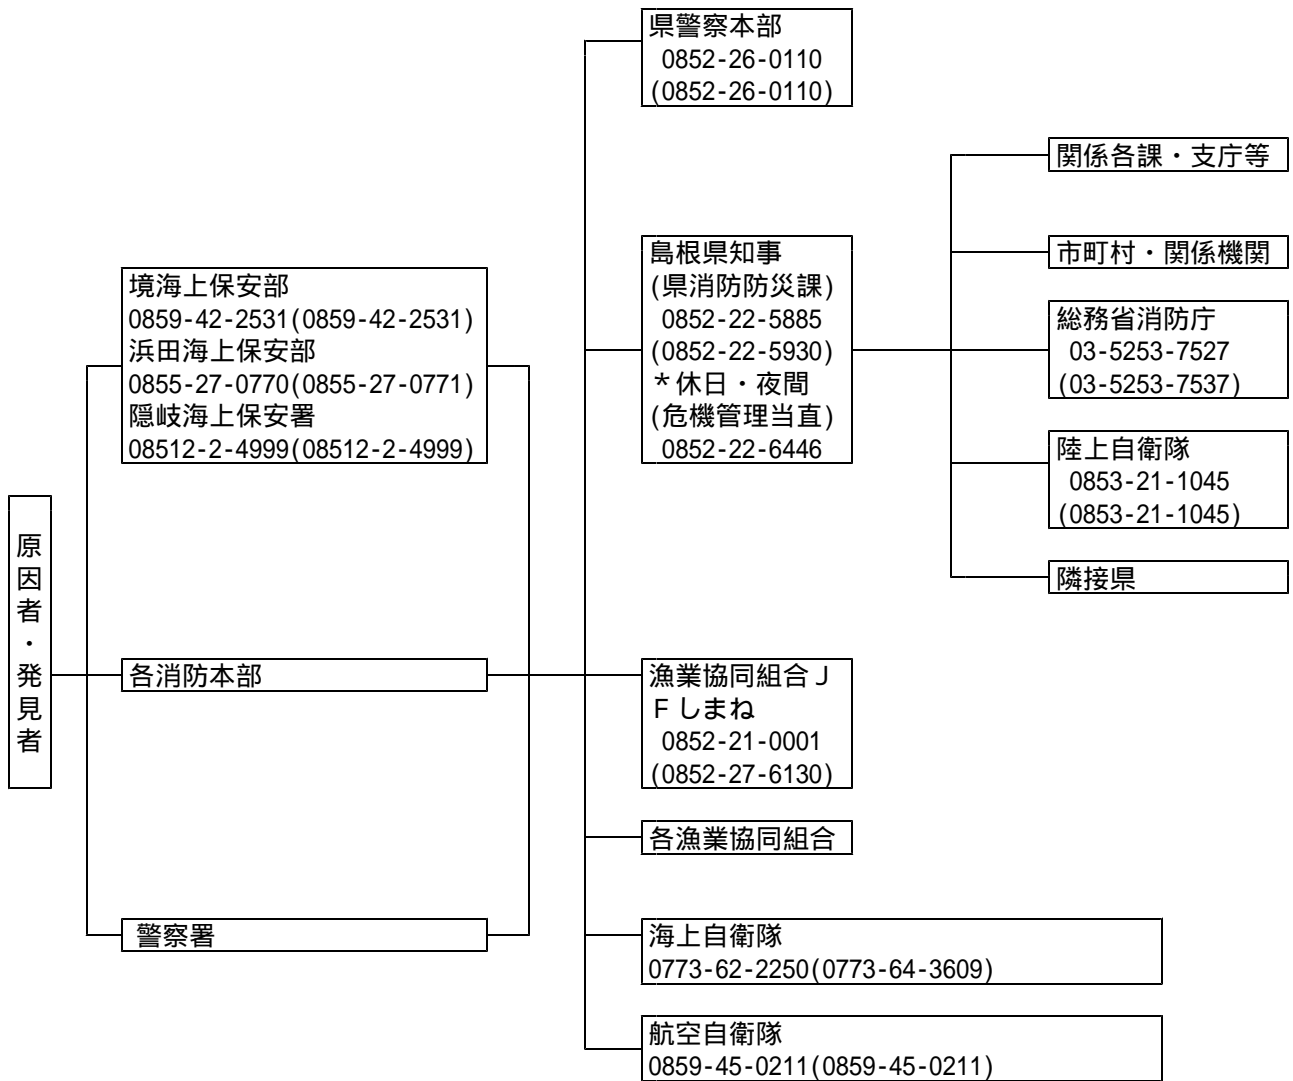 原因者・発見者
境海上保安部
0859-42-2531(0859-42-2531)
浜田海上保安部
0855-27-0770(0855-27-0771)
隠岐海上保安署
08512-2-4999(08512-2-4999)
各消防本部
警察署
県警察本部
0852-26-0110
(0852-26-0110)
島根県知事
(県消防防災課)
0852-22-5885
(0852-22-5930)
*休日・夜間
(危機管理当直)
0852-22-6446
漁業協同組合J
Fしまね
0852-21-0001
(0852-27-6130)
各漁業協同組合
海上自衛隊
0773-62-2250(0773-64-3609)
航空自衛隊
0859-45-0211(0859-45-0211)
関係各課・支庁等
市町村・関係機関
総務省消防庁
03-5253-7527
(03-5253-7537)
陸上自衛隊
0853-21-1045
(0853-21-1045)
隣接県